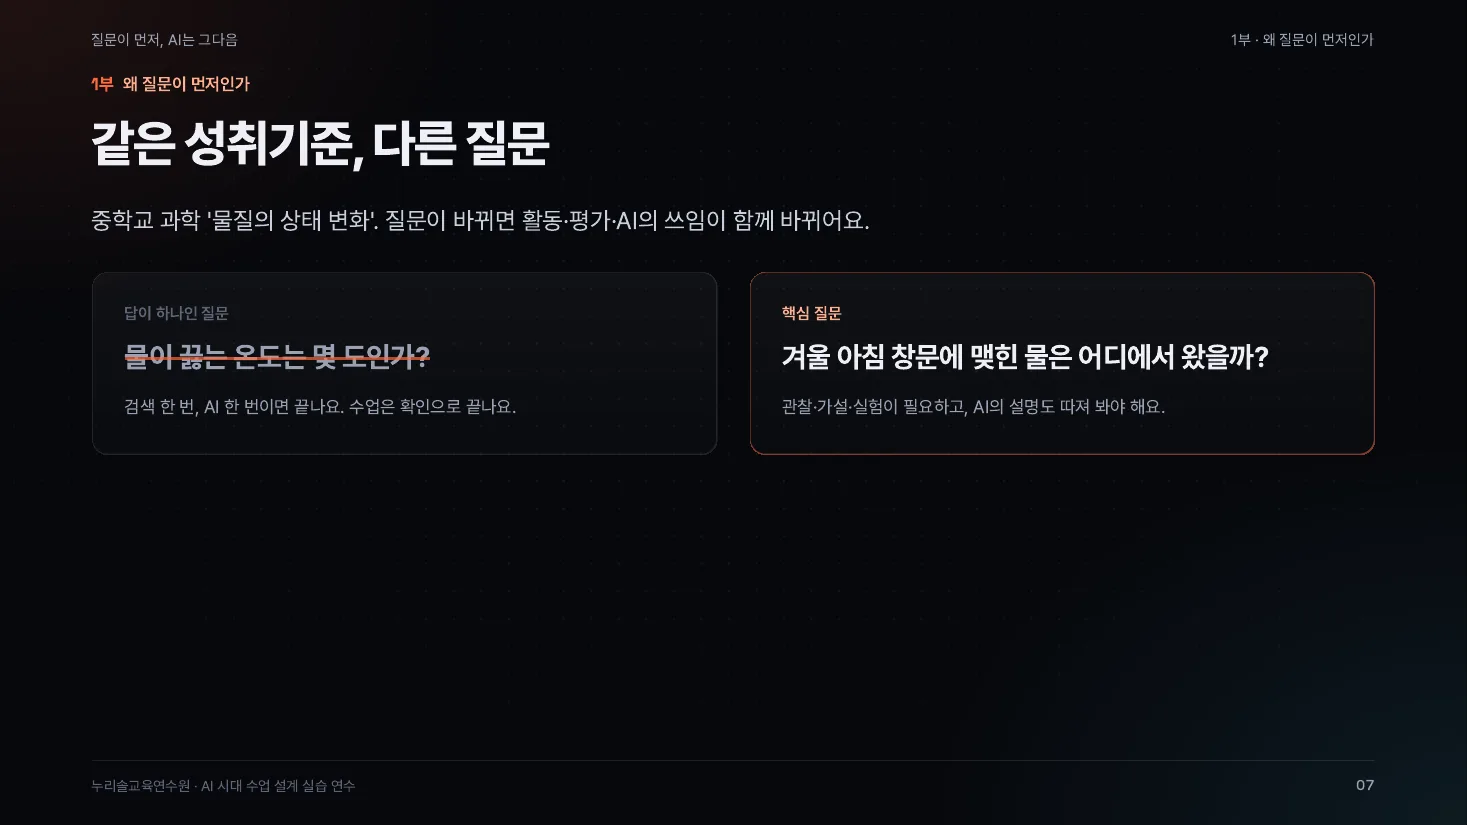 질문이 먼저, AI는 그다음
1부 · 왜 질문이 먼저인가
1부 왜 질문이 먼저인가
같은 성취기준, 다른 질문
중학교 과학 '물질의 상태 변화'. 질문이 바뀌면 활동·평가·AI의 쓰임이 함께 바뀌어요.
답이 하나인 질문
물이 끓는 온도는 몇 도인가?
검색 한 번, AI 한 번이면 끝나요. 수업은 확인으로 끝나요.
핵심 질문
겨울 아침 창문에 맺힌 물은 어디에서 왔을까?
관찰·가설·실험이 필요하고, AI의 설명도 따져 봐야 해요.
누리솔교육연수원 · AI 시대 수업 설계 실습 연수
07